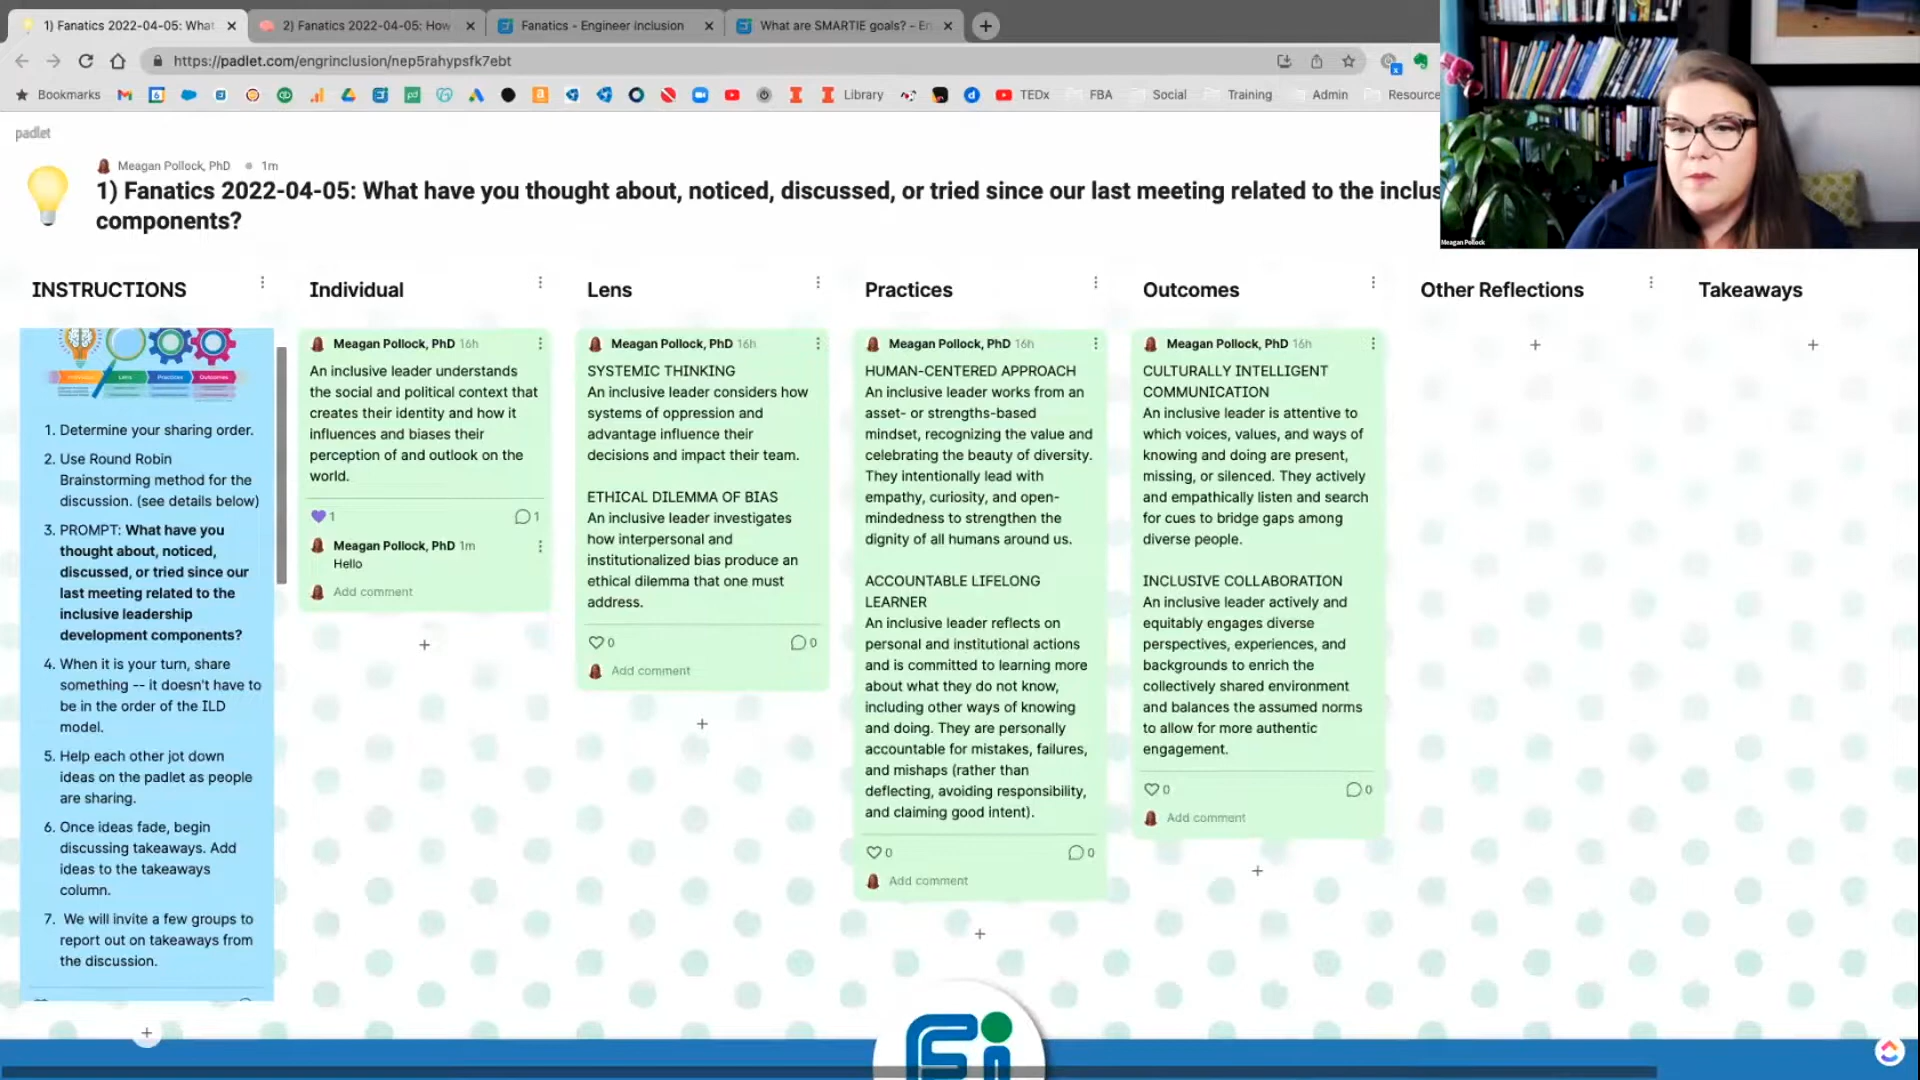 1) Fanatics 2022-04-05: What
2) Fanatics 2022-04-05: How
Fanatics - Engineer inclusion
What are SMARTIE goals? - En
https://padlet.com/engrinclusion/nep5rahypsfk7ebt
Bookmarks
Library
TEDx
FBA
Social
Training
Admin
Resource
Meagan Pollock
padlet
Meagan Pollock, PhD 1m
1) Fanatics 2022-04-05: What have you thought about, noticed, discussed, or tried since our last meeting related to the inclus
components?
INSTRUCTIONS
1. Determine your sharing order.
2. Use Round Robin
Brainstorming method for the
discussion. (see details below)
3. PROMPT: What have you
thought about, noticed,
discussed, or tried since our
last meeting related to the
inclusive leadership
development components?
4. When it is your turn, share
something -- it doesn't have to
be in the order of the ILD
model.
5. Help each other jot down
ideas on the padlet as people
are sharing.
6. Once ideas fade, begin
discussing takeaways. Add
ideas to the takeaways
column.
7. We will invite a few groups to
report out on takeaways from
the discussion.
Individual
Meagan Pollock, PhD 16h
An inclusive leader understands
the social and political context that
creates their identity and how it
influences and biases their
perception of and outlook on the
world.
1
1
Meagan Pollock, PhD 1m
Hello
Add comment
Lens
Meagan Pollock, PhD 16h
SYSTEMIC THINKING
An inclusive leader considers how
systems of oppression and
advantage influence their
decisions and impact their team.
ETHICAL DILEMMA OF BIAS
An inclusive leader investigates
how interpersonal and
institutionalized bias produce an
ethical dilemma that one must
address.
0
0
Add comment
Practices
Meagan Pollock, PhD 16h
HUMAN-CENTERED APPROACH
An inclusive leader works from an
asset- or strengths-based
mindset, recognizing the value and
celebrating the beauty of diversity.
They intentionally lead with
empathy, curiosity, and open-
mindedness to strengthen the
dignity of all humans around us.
ACCOUNTABLE LIFELONG
LEARNER
An inclusive leader reflects on
personal and institutional actions
and is committed to learning more
about what they do not know,
including other ways of knowing
and doing. They are personally
accountable for mistakes, failures,
and mishaps (rather than
deflecting, avoiding responsibility,
and claiming good intent).
0
0
Add comment
Outcomes
Meagan Pollock, PhD 16h
CULTURALLY INTELLIGENT
COMMUNICATION
An inclusive leader is attentive to
which voices, values, and ways of
knowing and doing are present,
missing, or silenced. They actively
and empathically listen and search
for cues to bridge gaps among
diverse people.
INCLUSIVE COLLABORATION
An inclusive leader actively and
equitably engages diverse
perspectives, experiences, and
backgrounds to enrich the
collectively shared environment
and balances the assumed norms
to allow for more authentic
engagement.
0
0
Add comment
Other Reflections
Takeaways